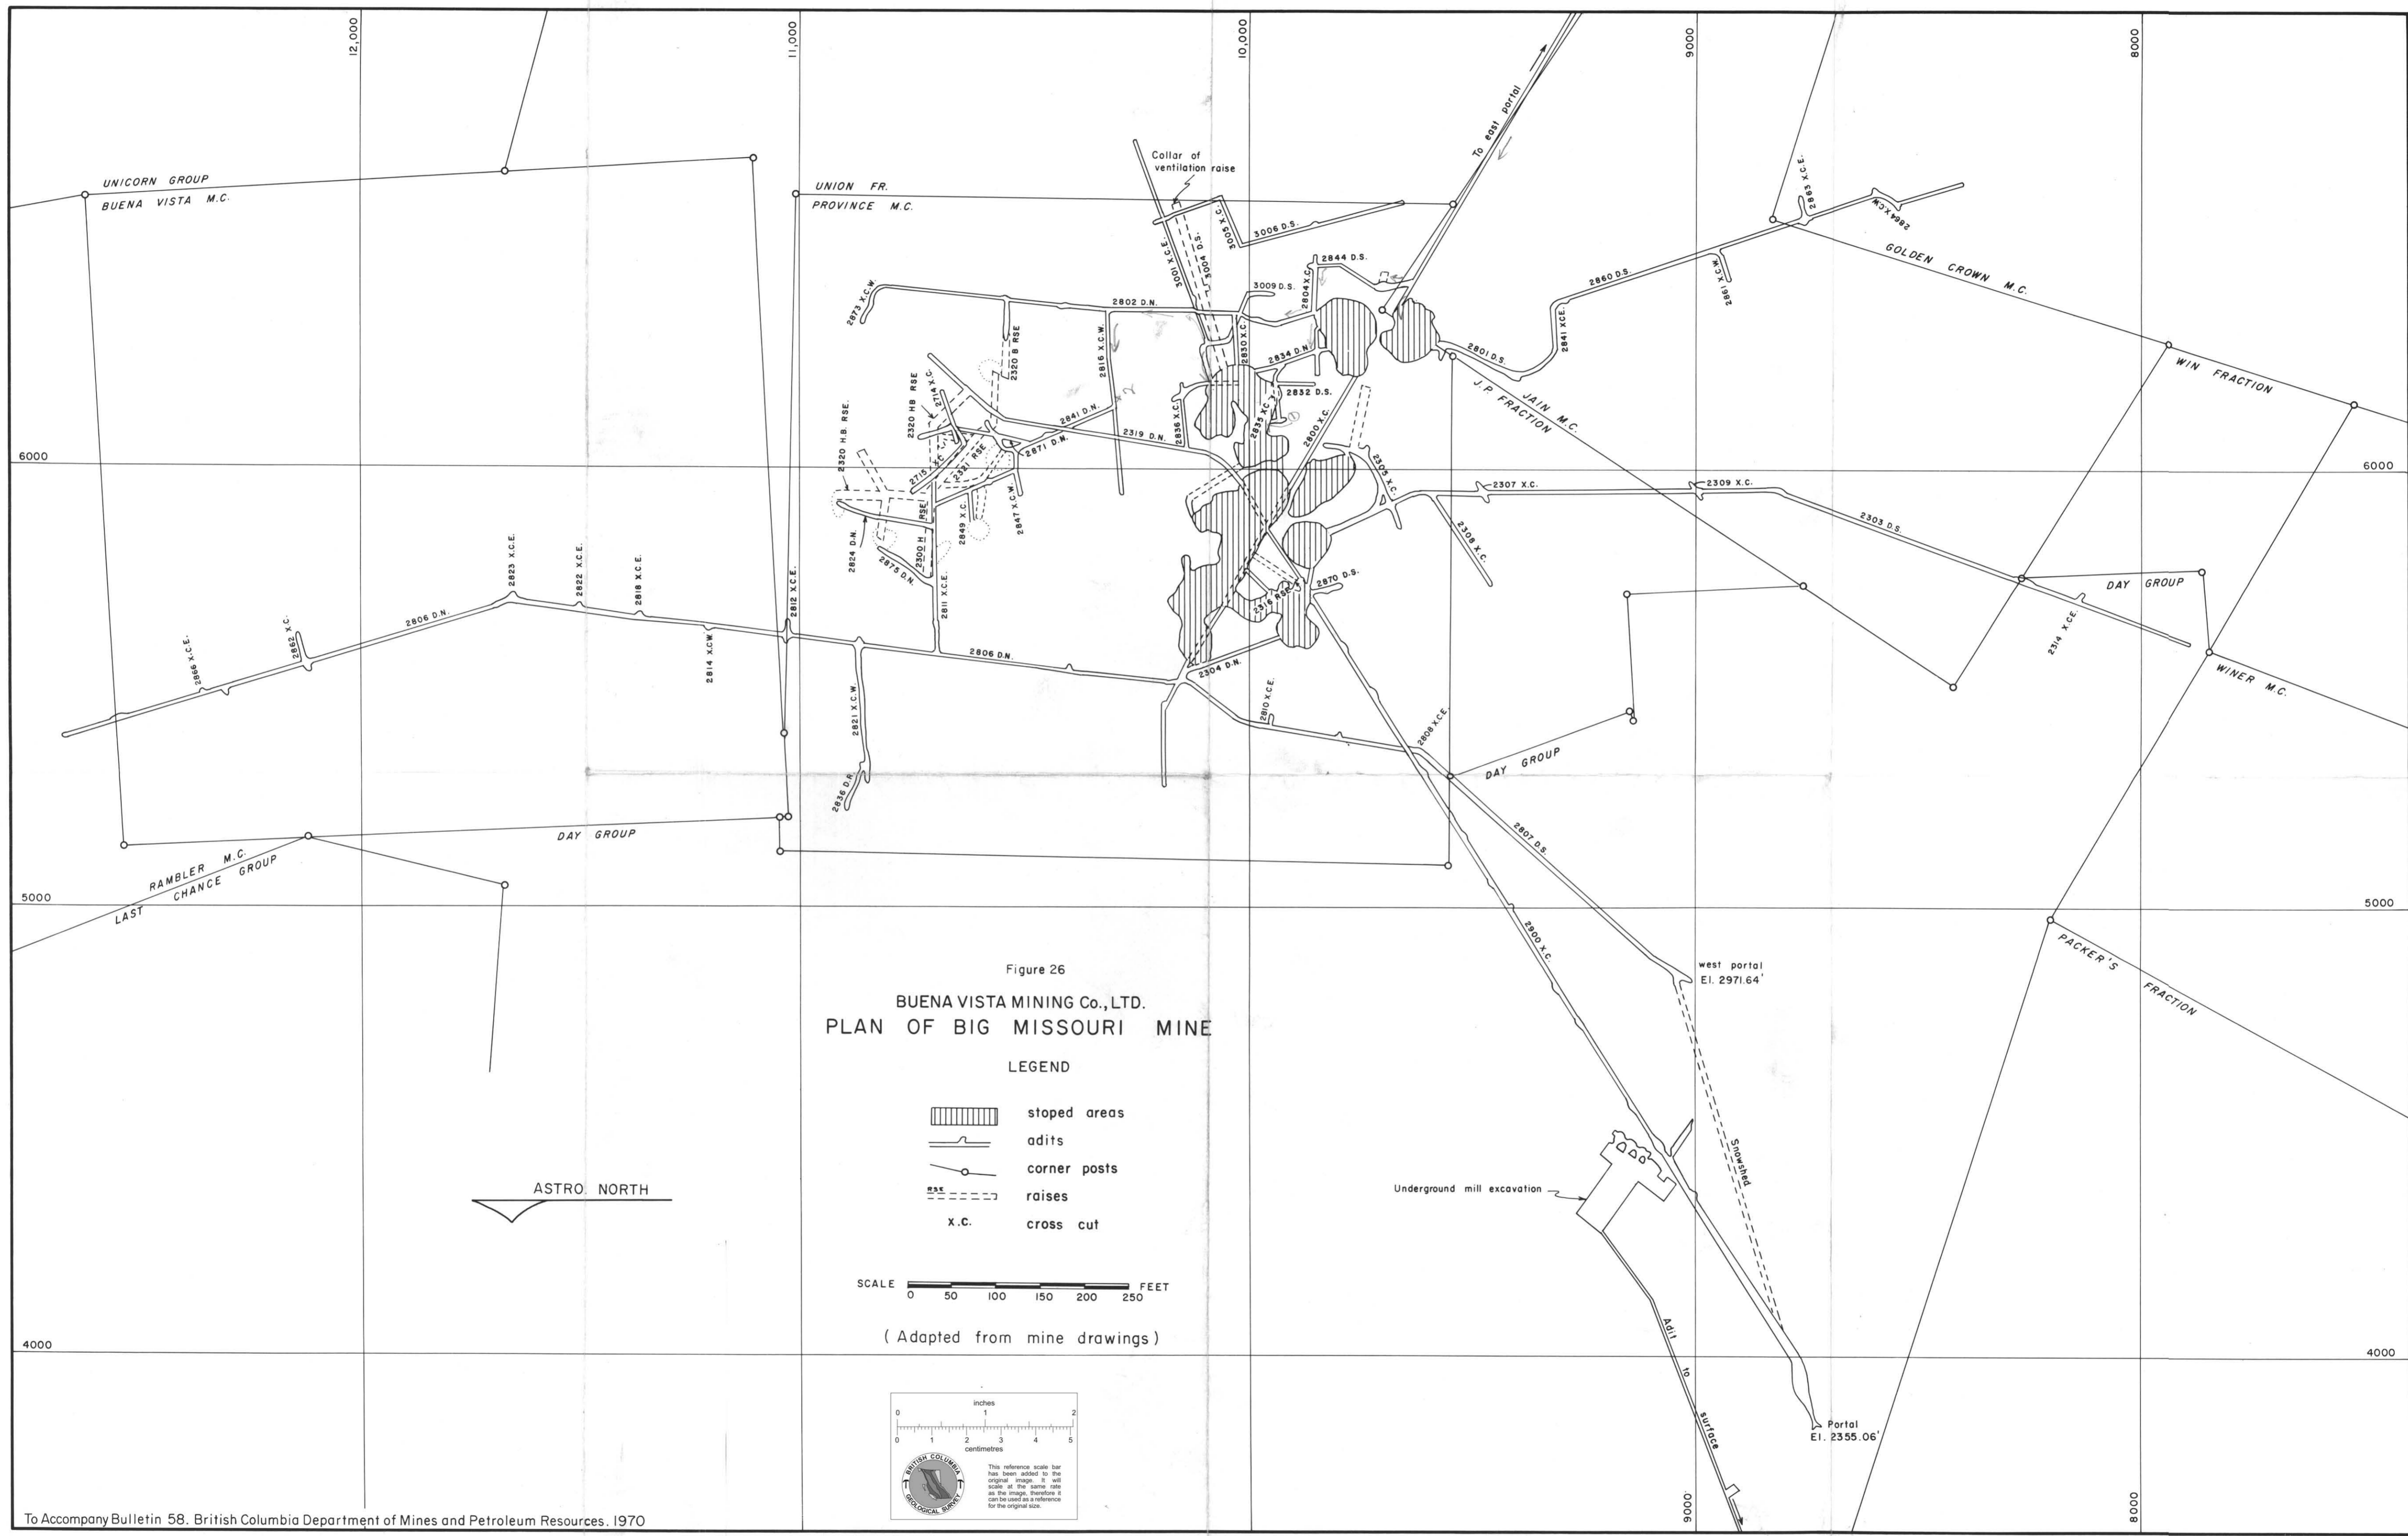 12,000
11,000
10,000
9000
8000
UNICORN GROUP
BUENA VISTA M.C.
UNION FR.
PROVINCE M.C.
Collar of
ventilation raise
To east portal
3001 X.C.E.
3004 D.S.
3005 X.C.
3006 D.S.
2863 X.C.E.
2864 X.C.W.
2861 X.C.W.
2860 D.S.
GOLDEN CROWN M.C.
2844 D.S.
3009 D.S.
2804 X.C.
2873 X.C.W.
2802 D.N.
2320 B RSE
2816 X.C.W.
2830 X.C.
2834 D.N.
2801 D.S.
2841 XCE.
WIN FRACTION
JAIN M.C.
J.P. FRACTION
2320 HB RSE
2714 X.C.
2841 D.N.
2832 D.S.
2836 X.C.
2835 XC
2800 X.C.
2319 D.N.
2871 D.N.
2320 H.B. RSE.
2715 XC
2321 RSE
6000
6000
2305 X.C.
2307 X.C.
2309 X.C.
2303 D.S.
2308 X.C.
2824 D.N.
2300 H RSE
2849 X.C.
2847 X.C.W.
2875 D.N.
2823 X.C.E.
2822 X.C.E.
2818 X.C.E.
2812 X.C.E.
2811 X.C.E.
2870 D.S.
2316 RSE
DAY GROUP
2806 D.N.
2866 X.C.E.
2862 X.C.
2814 X.C.W.
2806 D.N.
2304 D.N.
2314 X.C.E.
WINER M.C.
2821 X.C.W.
2810 X.C.E.
2808 X.C.E.
DAY GROUP
2836 D.R.
DAY GROUP
2807 D.S.
RAMBLER M.C.
LAST CHANCE GROUP
5000
5000
2900 X.C.
PACKER'S FRACTION
west portal
El. 2971.64'
Figure 26
BUENA VISTA MINING Co., LTD.
PLAN OF BIG MISSOURI MINE
LEGEND
stoped areas
adits
corner posts
RSE
raises
X.C.
cross cut
ASTRO NORTH
Snowshed
Underground mill excavation
SCALE
FEET
0 50 100 150 200 250
(Adapted from mine drawings)
4000
4000
Adit to surface
Portal
El. 2355.06'
inches
0 1 2
0 1 2 3 4 5
centimetres
BRITISH COLUMBIA
GEOLOGICAL SURVEY
This reference scale bar
has been added to the
original image. It will
scale at the same rate
as the image, therefore it
can be used as a reference
for the original size.
9000
8000
To Accompany Bulletin 58. British Columbia Department of Mines and Petroleum Resources. 1970